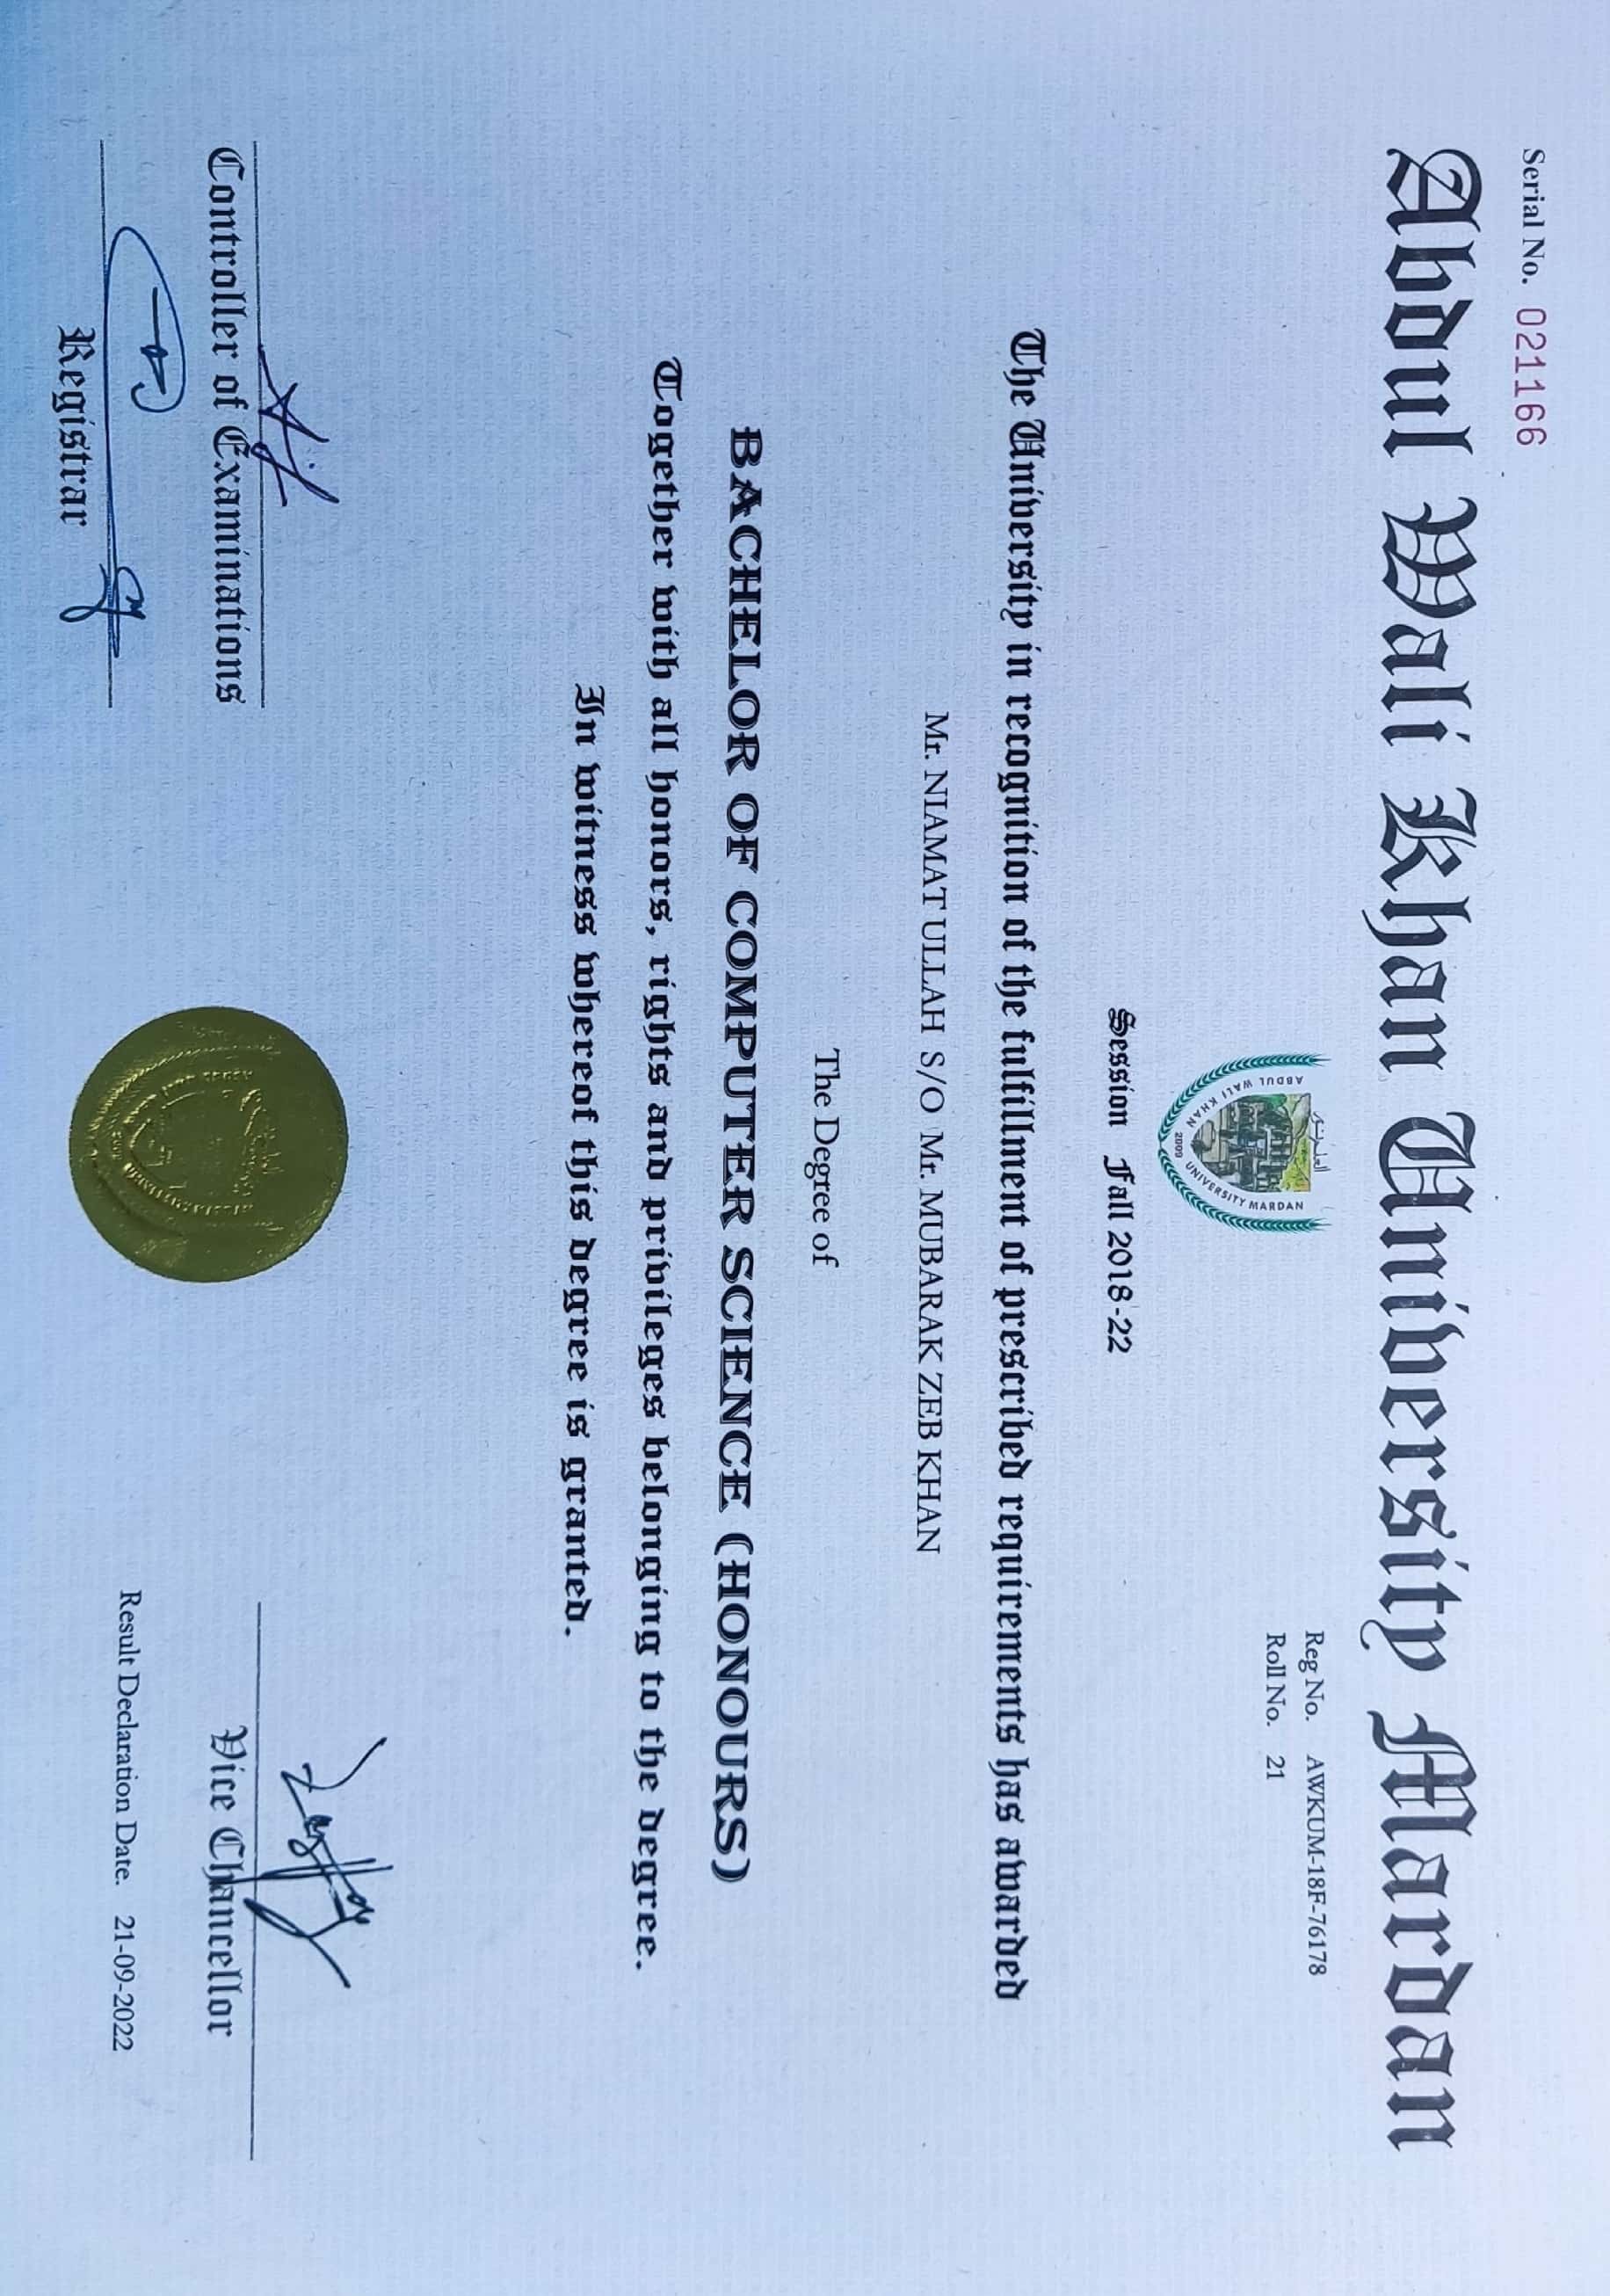 Serial No. 021166
Abdul Wali Khan University Mardan
Reg No. AWKUM-18F-76178
Roll No. 21
ABDUL WALI KHAN UNIVERSITY MARDAN
2009
Session Fall 2018-22
The University in recognition of the fulfillment of prescribed requirements has awarded
Mr. NIAMAT ULLAH S/O Mr. MUBARAK ZEB KHAN
The Degree of
BACHELOR OF COMPUTER SCIENCE (HONOURS)
Together with all honors, rights and privileges belonging to the degree.
In witness whereof this degree is granted.
Controller of Examinations
Vice Chancellor
Registrar
Result Declaration Date. 21-09-2022